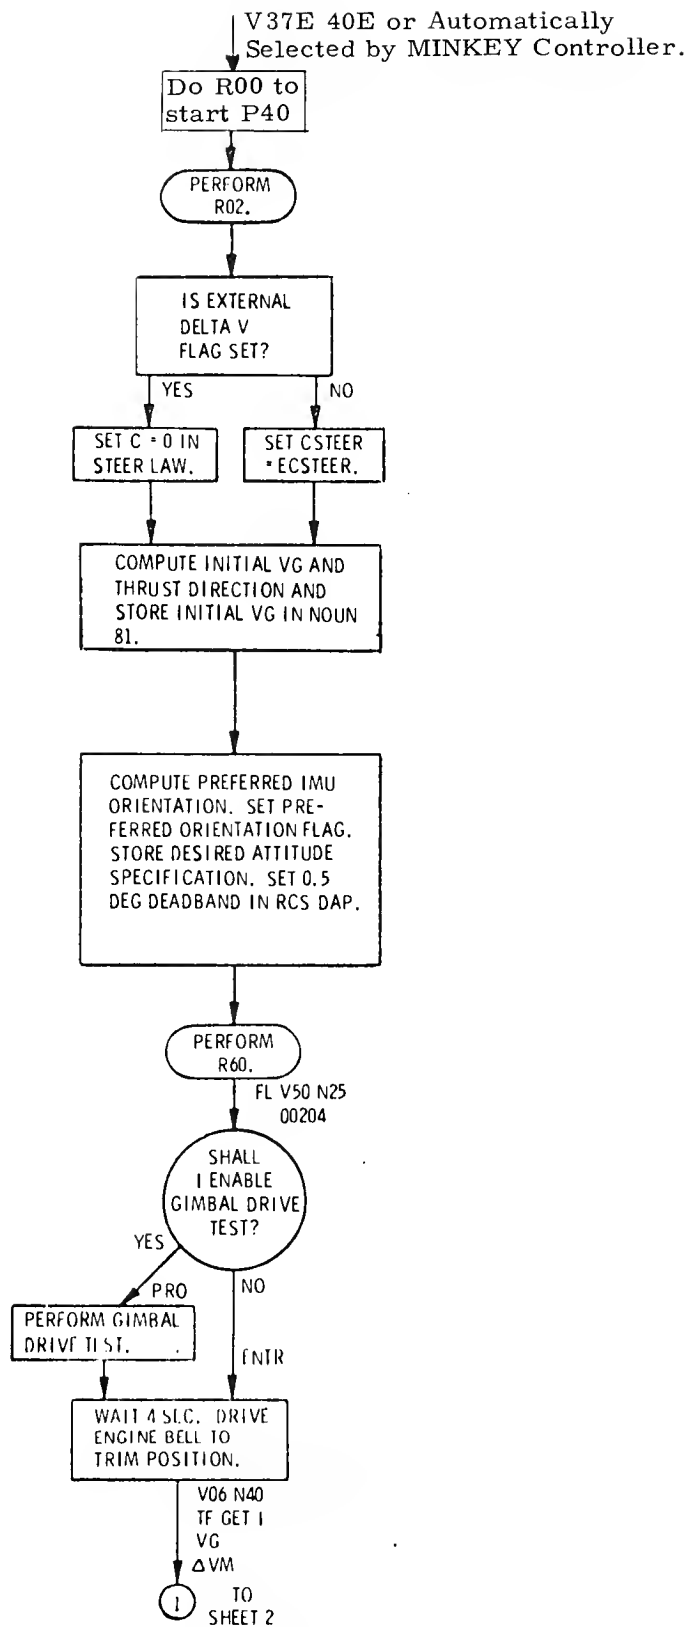 V37E 40E or Automatically
Selected by MINKEY Controller.
Do R00 to
start P40
PERFORM
R02.
IS EXTERNAL
DELTA V
FLAG SET?
YES
NO
SET C = 0 IN
STEER LAW.
SET CSTEER
= ECSTEER.
COMPUTE INITIAL VG AND
THRUST DIRECTION AND
STORE INITIAL VG IN NOUN
81.
COMPUTE PREFERRED IMU
ORIENTATION. SET PRE-
FERRED ORIENTATION FLAG.
STORE DESIRED ATTITUDE
SPECIFICATION. SET 0.5
DEG DEADBAND IN RCS DAP.
PERFORM
R60.
FL V50 N25
00204
SHALL
I ENABLE
GIMBAL DRIVE
TEST?
YES
NO
PRO
PERFORM GIMBAL
DRIVE TEST.
ENTR
WAIT 4 SEC. DRIVE
ENGINE BELL TO
TRIM POSITION.
V06 N40
TF GET I
VG
ΔVM
1
TO
SHEET 2